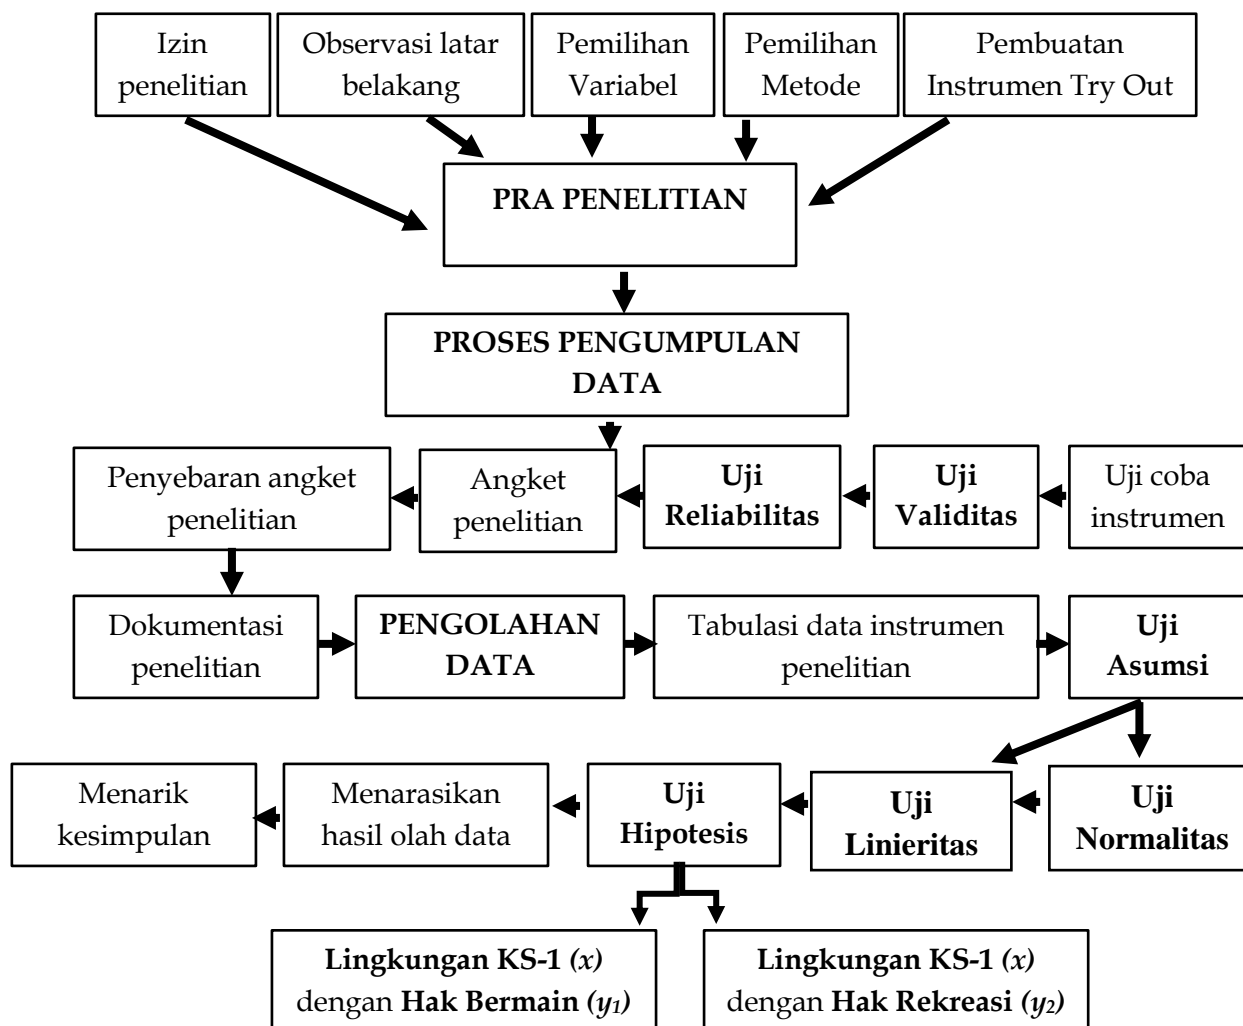 Izin
penelitian
Observasi latar
belakang
Pemilihan
Variabel
Pemilihan
Metode
Pembuatan
Instrumen Try Out
PRA PENELITIAN
PROSES PENGUMPULAN
DATA
Penyebaran angket
penelitian
Angket
penelitian
Uji
Reliabilitas
Uji
Validitas
Uji coba
instrumen
Dokumentasi
penelitian
PENGOLAHAN
DATA
Tabulasi data instrumen
penelitian
Uji
Asumsi
Menarik
kesimpulan
Menarasikan
hasil olah data
Uji
Hipotesis
Uji
Linieritas
Uji
Normalitas
Lingkungan KS-1 (x)
dengan Hak Bermain (y₁)
Lingkungan KS-1 (x)
dengan Hak Rekreasi (y₂)